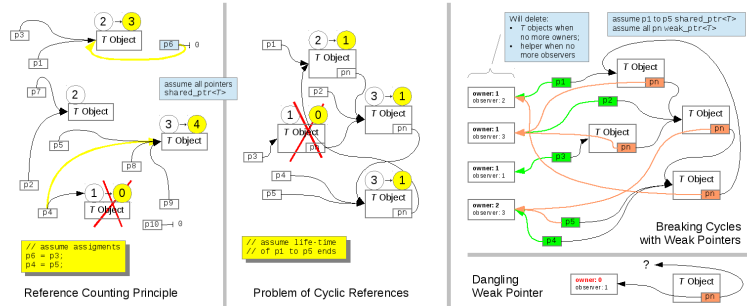 2 → 3
T Object
p3
p1
p6
0
assume all pointers
shared_ptr<T>
p7
2
T Object
p5
p2
3 → 4
T Object
p8
p9
p4
1 → 0
T Object
p10
0
// assume assigments
p6 = p3;
p4 = p5;
Reference Counting Principle
2 → 1
T Object
pn
p1
p2
3 → 1
T Object
pn
1 → 0
T Object
pn
p3
p4
p5
3 → 1
T Object
pn
// assume life-time
// of p1 to p5 ends
Problem of Cyclic References
Will delete:
• T objects when
no more owners;
• helper when no
more observers
assume p1 to p5 shared_ptr<T>
assume all pn weak_ptr<T>
owner: 1
observer: 2
p1
T Object
pn
p2
owner: 1
observer: 3
T Object
pn
p3
T Object
pn
owner: 1
observer: 1
T Object
pn
owner: 2
observer: 3
p5
p4
Breaking Cycles
with Weak Pointers
Dangling
Weak Pointer
?
owner: 0
observer: 1
T Object
pn